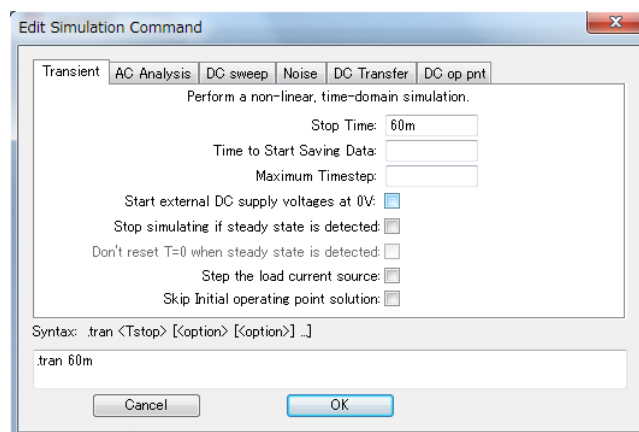 Edit Simulation Command
Transient AC Analysis DC sweep Noise DC Transfer DC op pnt
Perform a non-linear, time-domain simulation.
Stop Time: 60m
Time to Start Saving Data:
Maximum Timestep:
Start external DC supply voltages at 0V:
Stop simulating if steady state is detected:
Don't reset T=0 when steady state is detected:
Step the load current source:
Skip Initial operating point solution:
Syntax: .tran <Tstop> [<option> [<option>] ...]
.tran 60m
Cancel OK